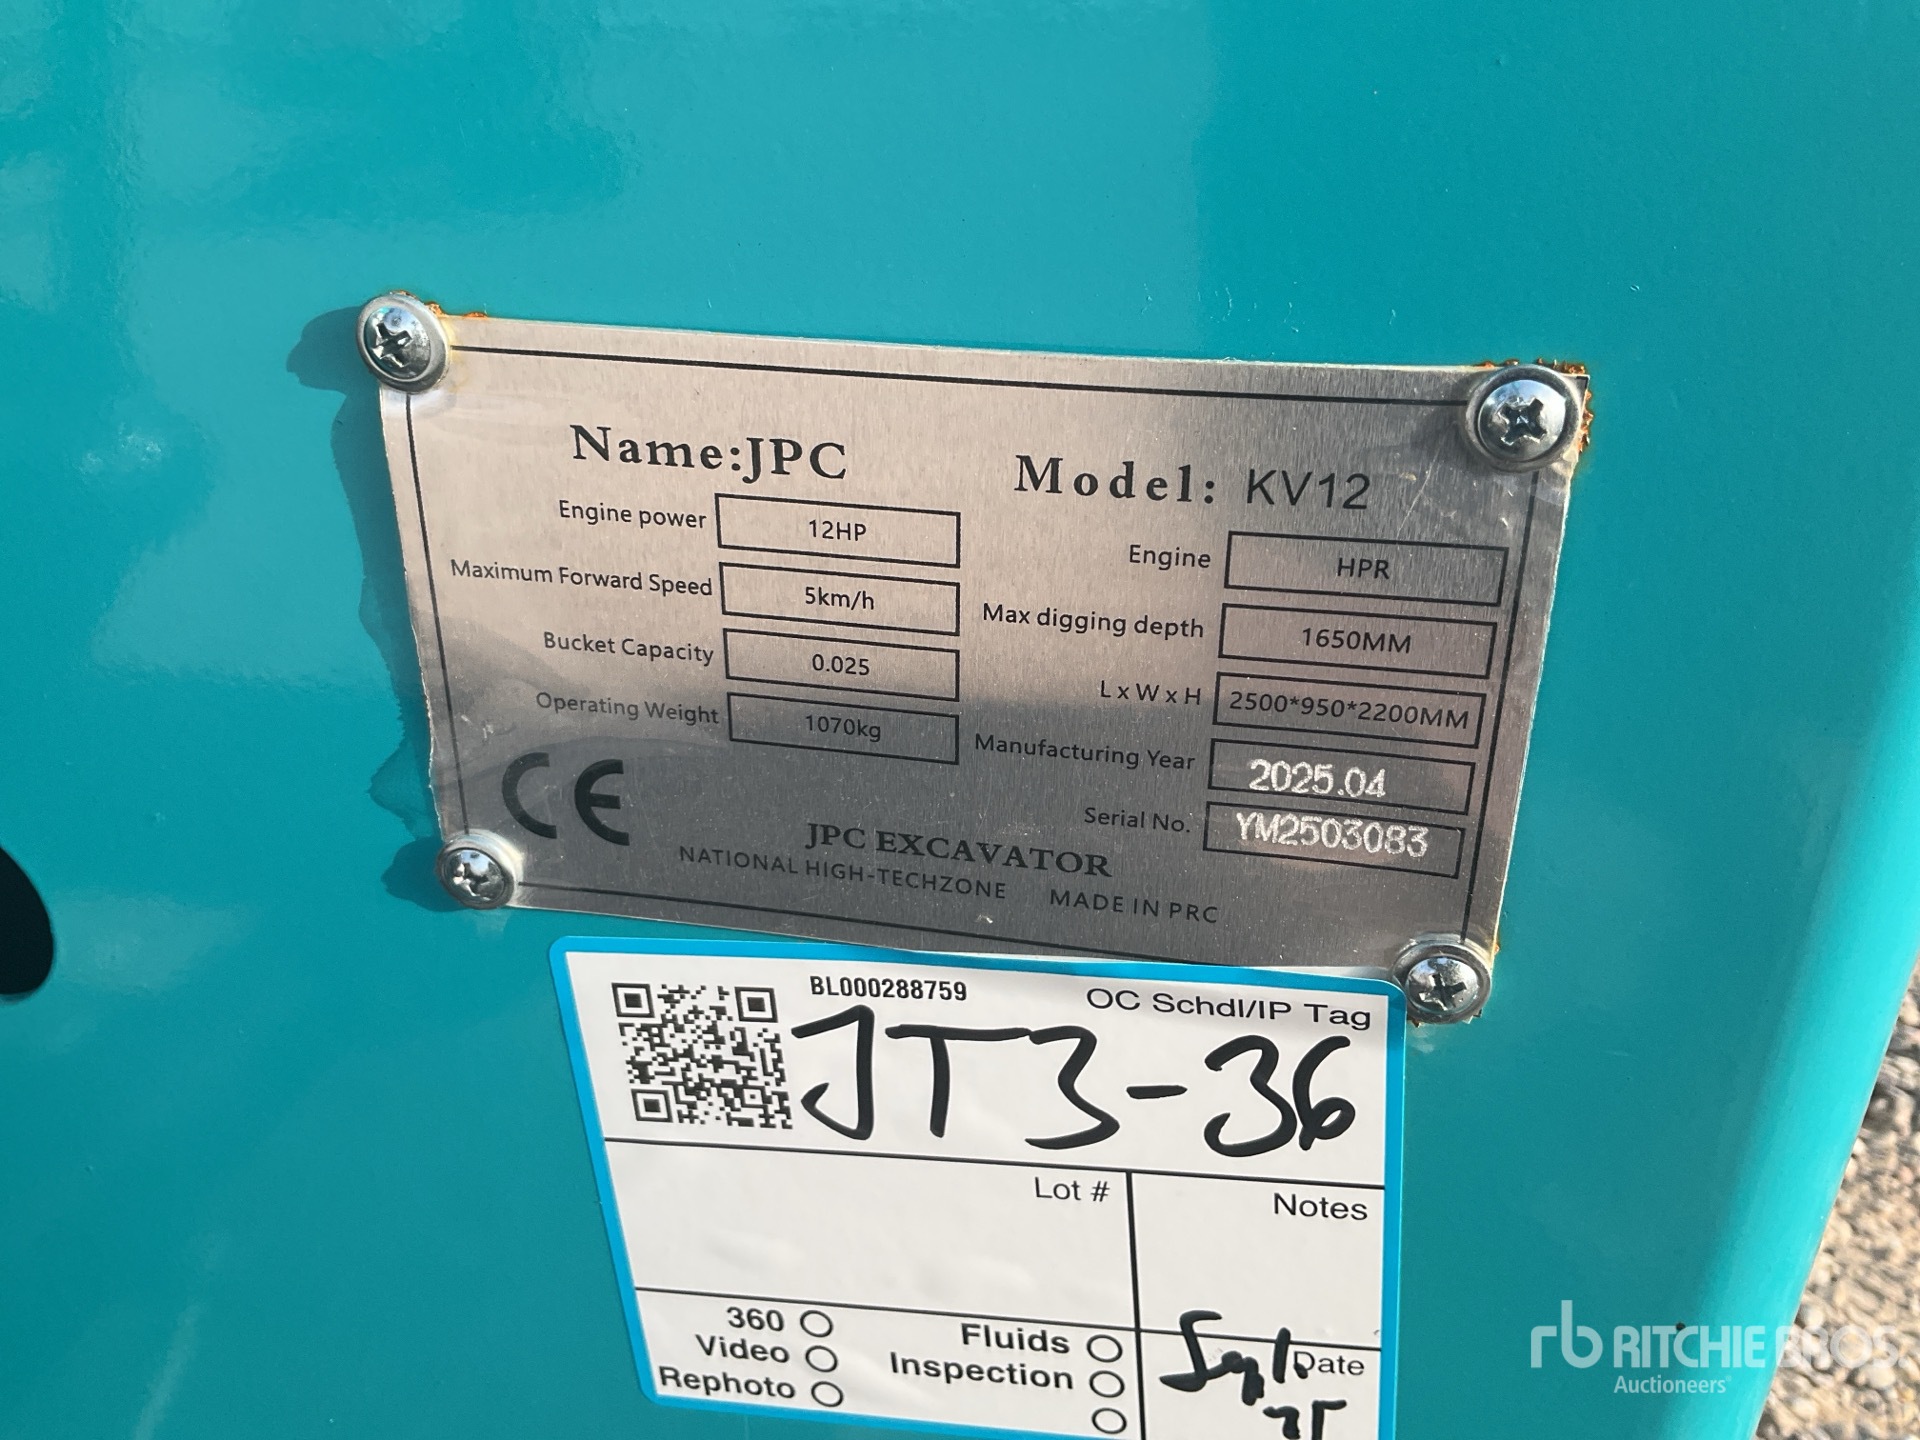 Name:JPC
Model: KV12
Engine power 12HP
Engine HPR
Maximum Forward Speed 5km/h
Max digging depth 1650MM
Bucket Capacity 0.025
L x W x H 2500*950*2200MM
Operating Weight 1070kg
Manufacturing Year 2025.04
Serial No. YM2503083
CE
JPC EXCAVATOR
NATIONAL HIGH-TECHZONE MADE IN PRC
BL000288759
OC Schdl/IP Tag
JT3-36
Lot #
Notes
360
Video
Rephoto
Fluids
Inspection
Date
rb RITCHIE BROS.
Auctioneers